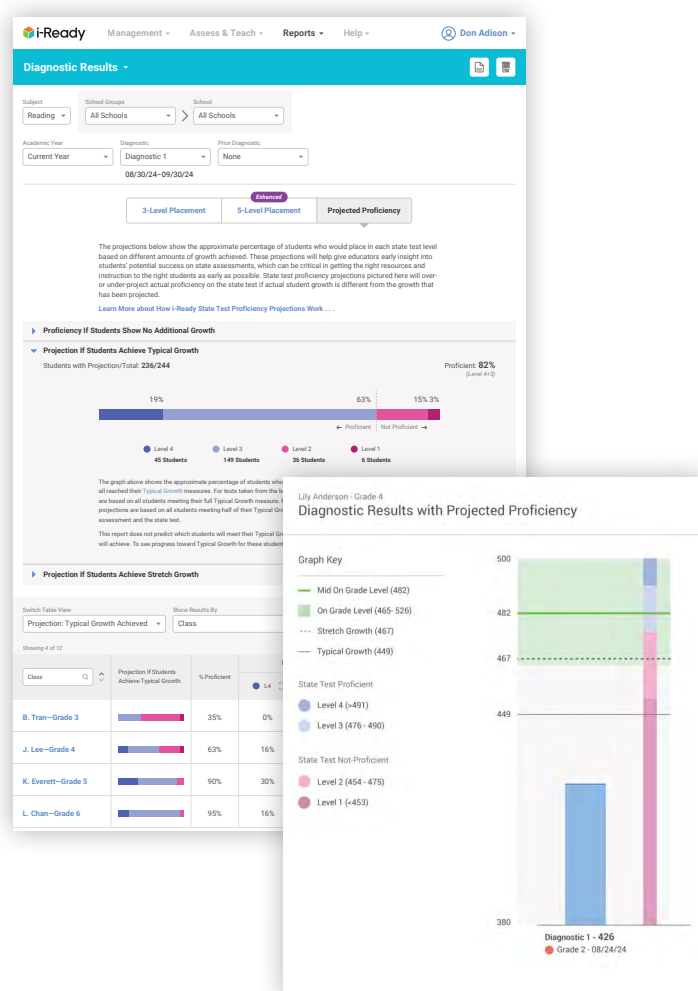 i-Ready
Management
Assess & Teach
Reports
Help
Don Adison
Diagnostic Results
CSV
Subject
School Groups
School
Reading
All Schools
All Schools
Academic Year
Diagnostic
Prior Diagnostic
Current Year
Diagnostic 1
None
08/30/24–09/30/24
Enhanced
3-Level Placement
5-Level Placement
Projected Proficiency
The projections below show the approximate percentage of students who would place in each state test level
based on different amounts of growth achieved. These projections will help give educators early insight into
students' potential success on state assessments, which can be critical in getting the right resources and
instruction to the right students as early as possible. State test proficiency projections pictured here will over-
or under-project actual proficiency on the state test if actual student growth is different from the growth that
has been projected.
Learn More about How i-Ready State Test Proficiency Projections Work . . .
Proficiency If Students Show No Additional Growth
Projection If Students Achieve Typical Growth
Students with Projection/Total: 236/244
Proficient: 82%
(Level 4+3)
19%
63%
15% 3%
← Proficient
Not Proficient →
Level 4
Level 3
Level 2
Level 1
45 Students
149 Students
36 Students
6 Students
The graph above shows the approximate percentage of students who
all reached their Typical Growth measures. For tests taken from the b
are based on all students meeting their full Typical Growth measure.
projections are based on all students meeting half of their Typical Gro
assessment and the state test.
This report does not predict which students will meet their Typical Gr
will achieve. To see progress toward Typical Growth for these student
Projection If Students Achieve Stretch Growth
Switch Table View
Show Results By
Projection: Typical Growth Achieved
Class
Showing 4 of 12
Class
Projection If Students
Achieve Typical Growth
% Proficient
L4
B. Tran—Grade 3
35%
0%
J. Lee—Grade 4
63%
16%
K. Everett—Grade 5
90%
30%
L. Chan—Grade 6
95%
16%
Lily Anderson - Grade 4
Diagnostic Results with Projected Proficiency
Graph Key
Mid On Grade Level (482)
On Grade Level (465- 526)
Stretch Growth (467)
Typical Growth (449)
State Test Proficient
Level 4 (>491)
Level 3 (476 - 490)
State Test Not-Proficient
Level 2 (454 - 475)
Level 1 (<453)
500
482
467
449
380
Diagnostic 1 - 426
Grade 2 - 08/24/24